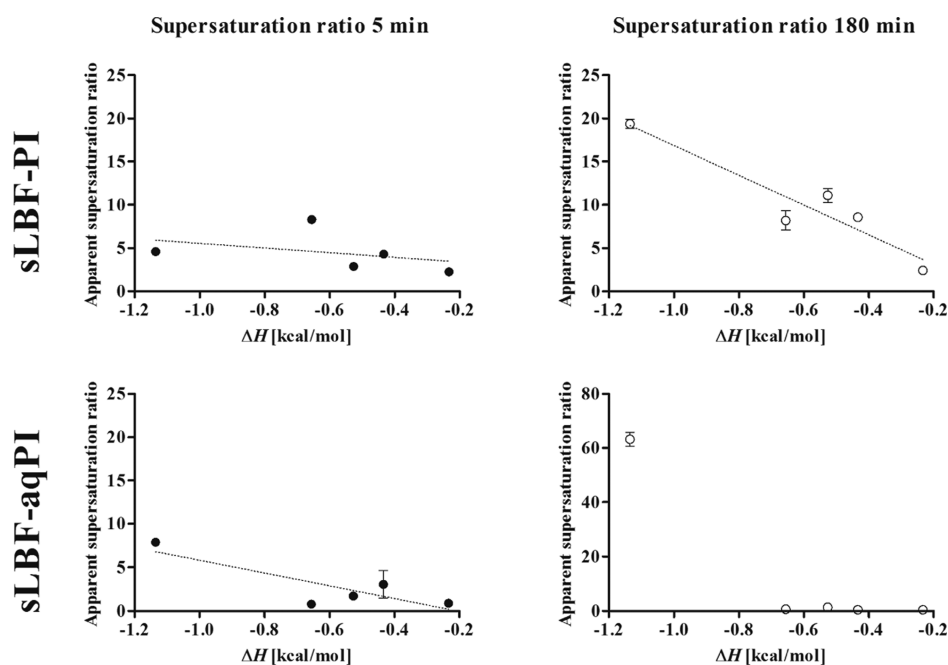 Supersaturation ratio 5 min
Supersaturation ratio 180 min
sLBF-PI
Apparent supersaturation ratio
25
20
15
10
5
0
-1.2 -1.0 -0.8 -0.6 -0.4 -0.2
ΔH [kcal/mol]
Apparent supersaturation ratio
25
20
15
10
5
0
-1.2 -1.0 -0.8 -0.6 -0.4 -0.2
ΔH [kcal/mol]
sLBF-aqPI
Apparent supersaturation ratio
25
20
15
10
5
0
-1.2 -1.0 -0.8 -0.6 -0.4 -0.2
ΔH [kcal/mol]
Apparent supersaturation ratio
80
60
40
20
0
-1.2 -1.0 -0.8 -0.6 -0.4 -0.2
ΔH [kcal/mol]